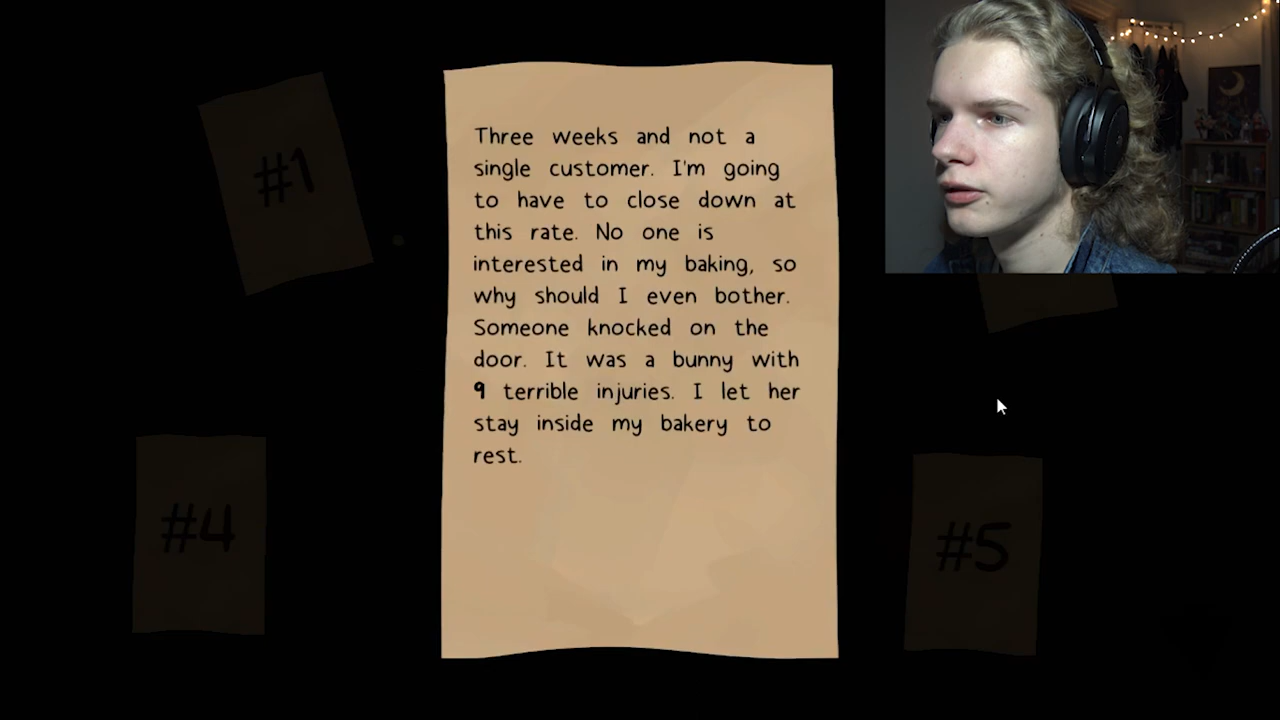 #1
Three weeks and not a
single customer. I'm going
to have to close down at
this rate. No one is
interested in my baking, so
why should I even bother.
Someone knocked on the
door. It was a bunny with
9 terrible injuries. I let her
stay inside my bakery to
rest.
#4
#5